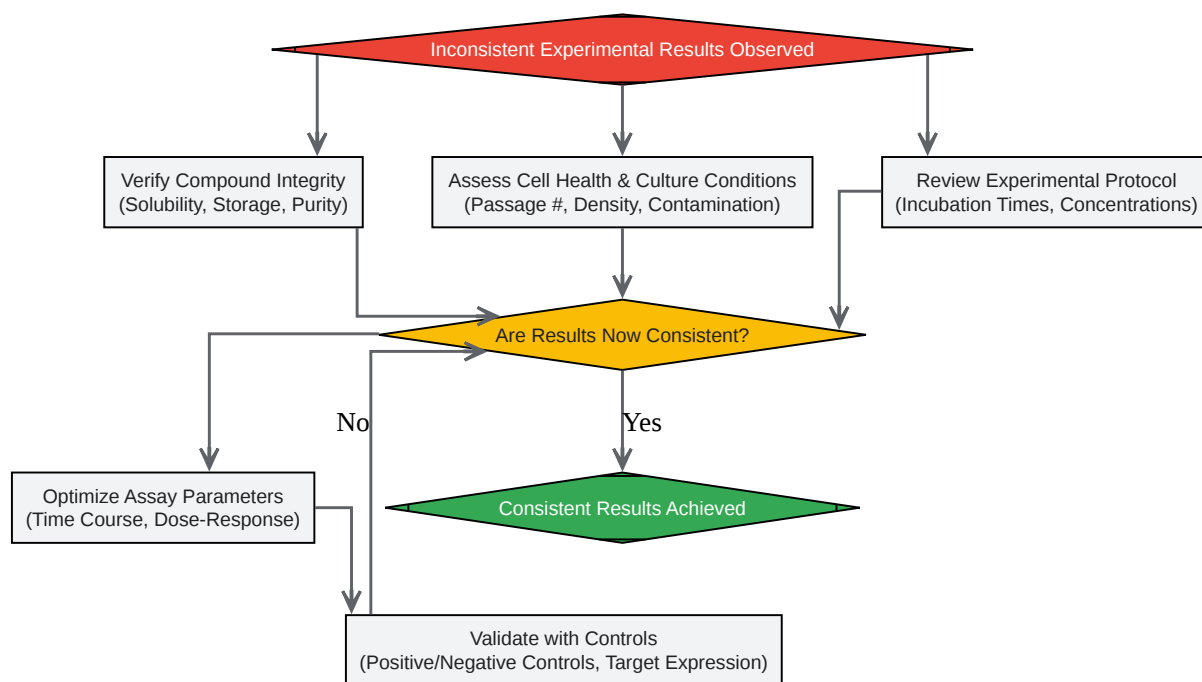 Inconsistent Experimental Results Observed
Verify Compound Integrity
(Solubility, Storage, Purity)
Assess Cell Health & Culture Conditions
(Passage #, Density, Contamination)
Review Experimental Protocol
(Incubation Times, Concentrations)
Are Results Now Consistent?
No
Yes
Optimize Assay Parameters
(Time Course, Dose-Response)
Consistent Results Achieved
Validate with Controls
(Positive/Negative Controls, Target Expression)